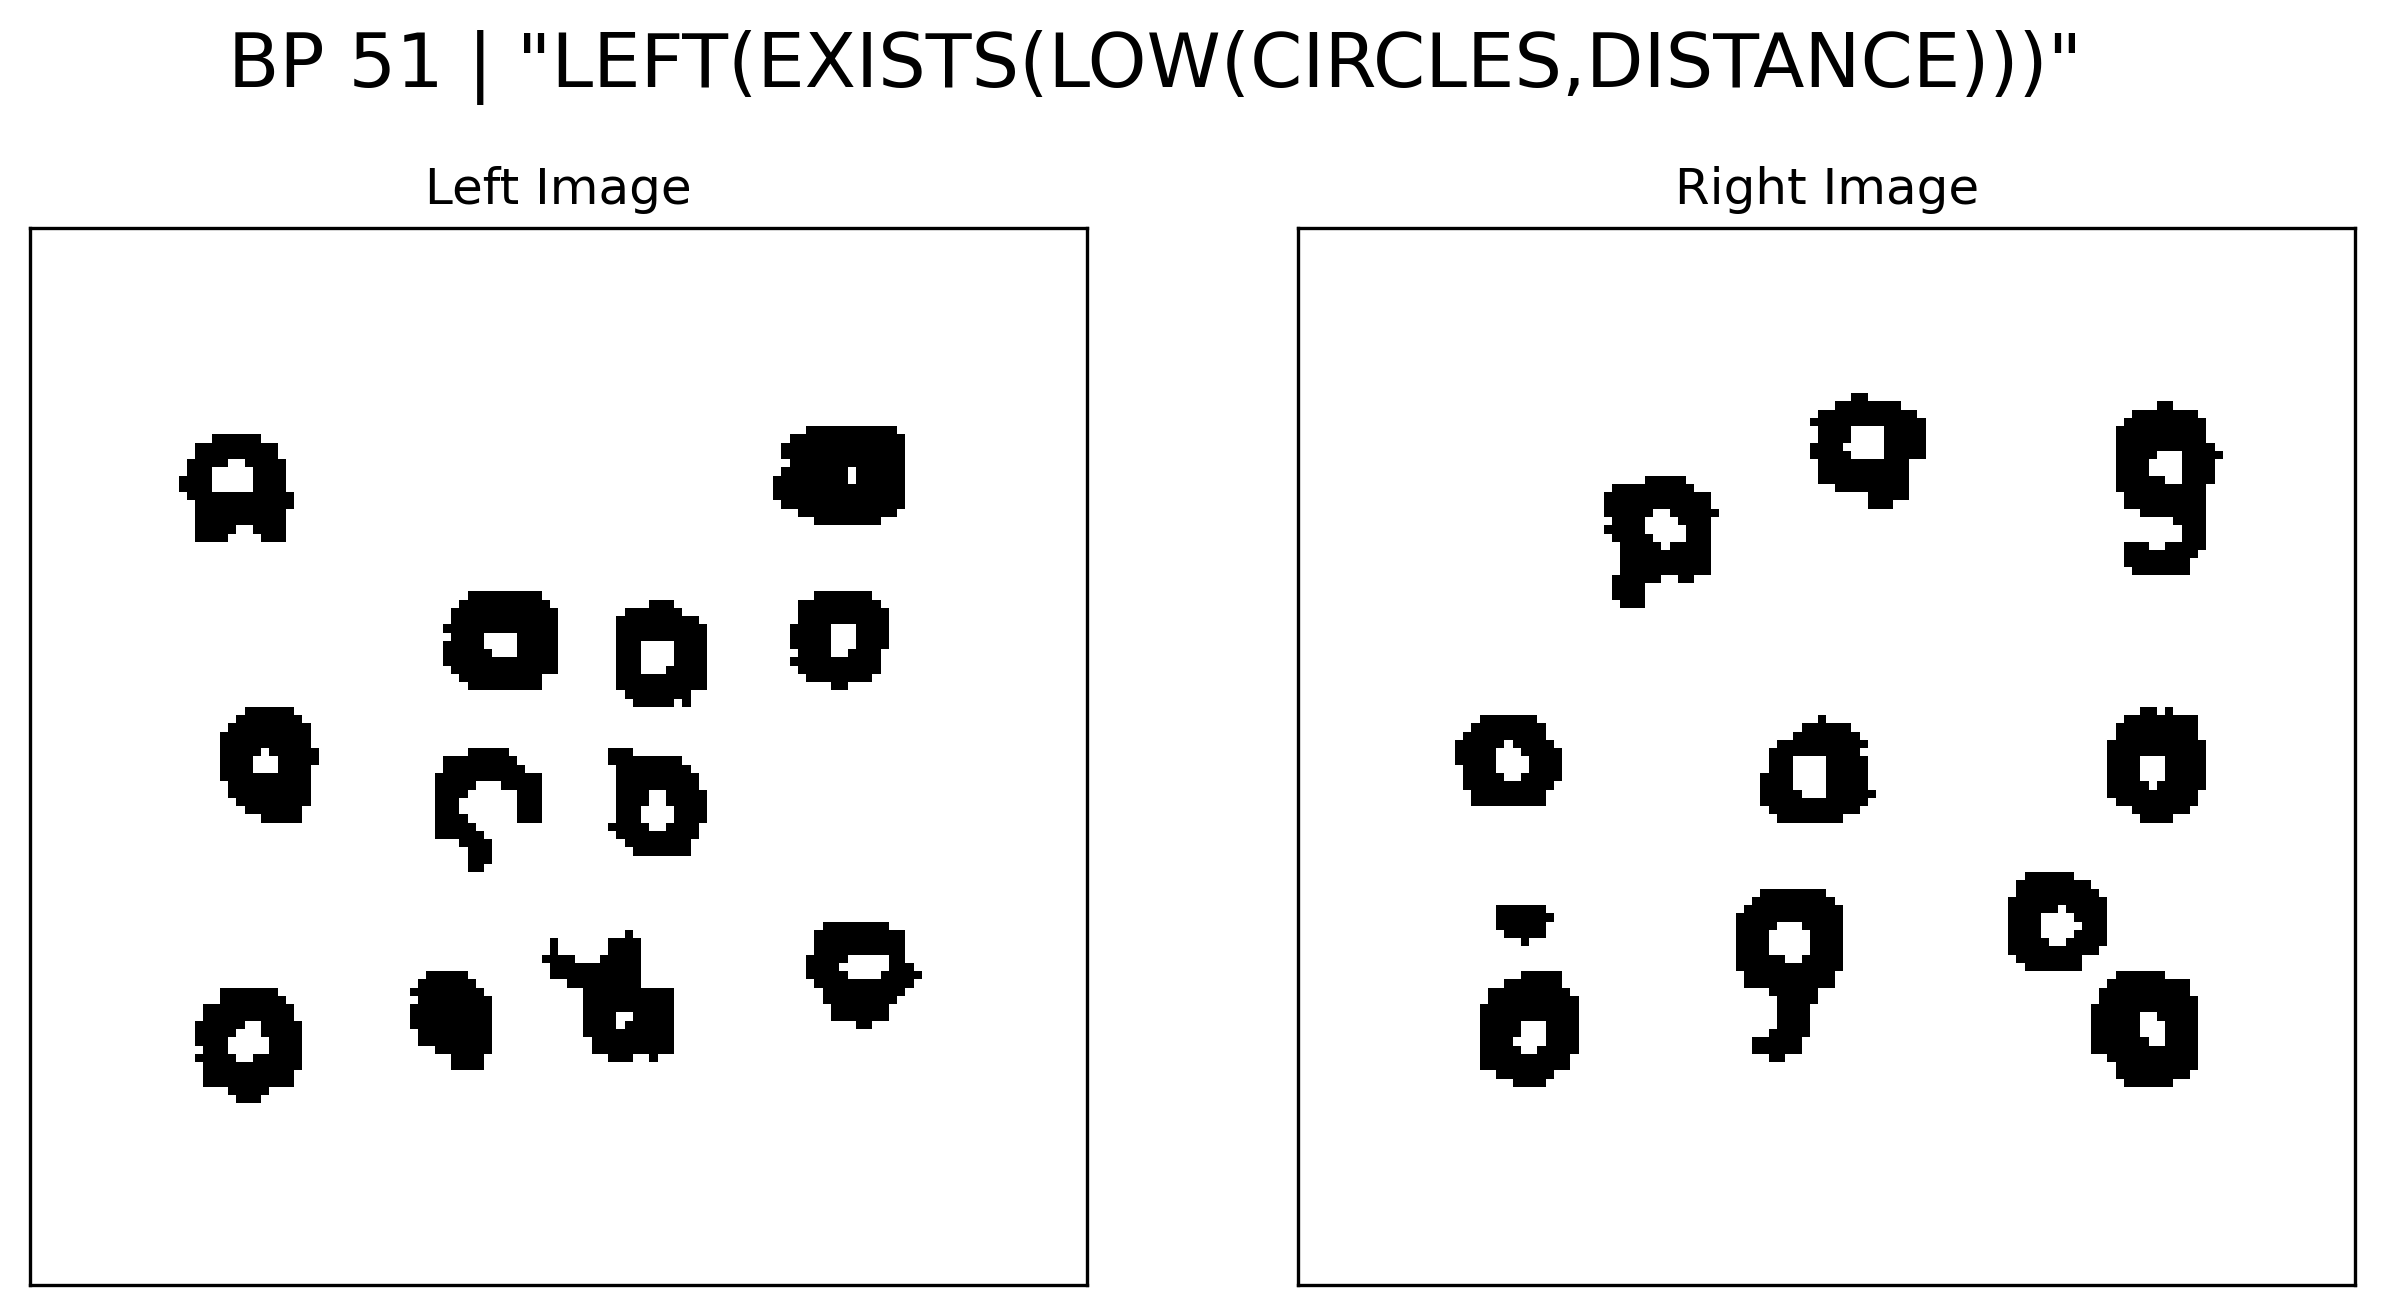 BP 51 | "LEFT(EXISTS(LOW(CIRCLES,DISTANCE)))"
Left Image
Right Image